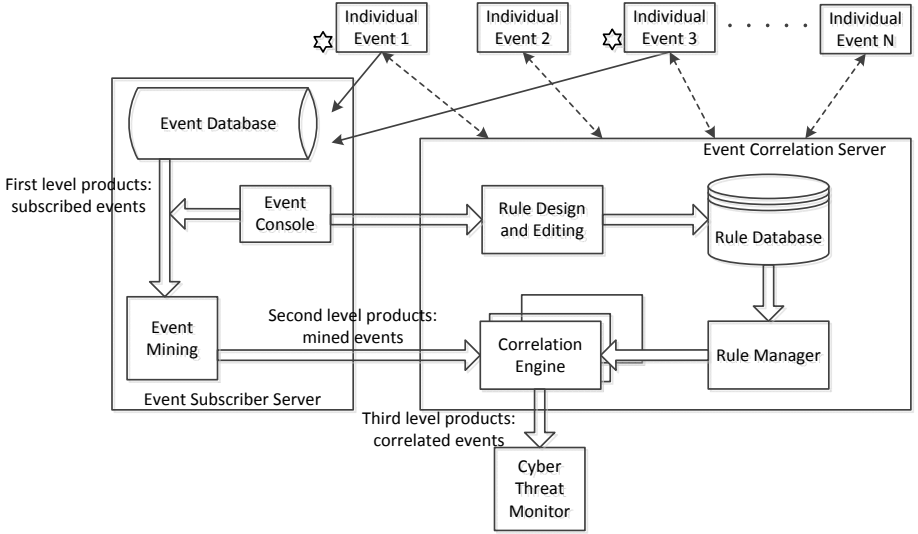 Individual
Event 1
Individual
Event 2
Individual
Event 3
Individual
Event N
Event Database
Event Correlation Server
First level products:
subscribed events
Event
Console
Rule Design
and Editing
Rule Database
Event
Mining
Second level products:
mined events
Correlation
Engine
Rule Manager
Event Subscriber Server
Third level products:
correlated events
Cyber
Threat
Monitor